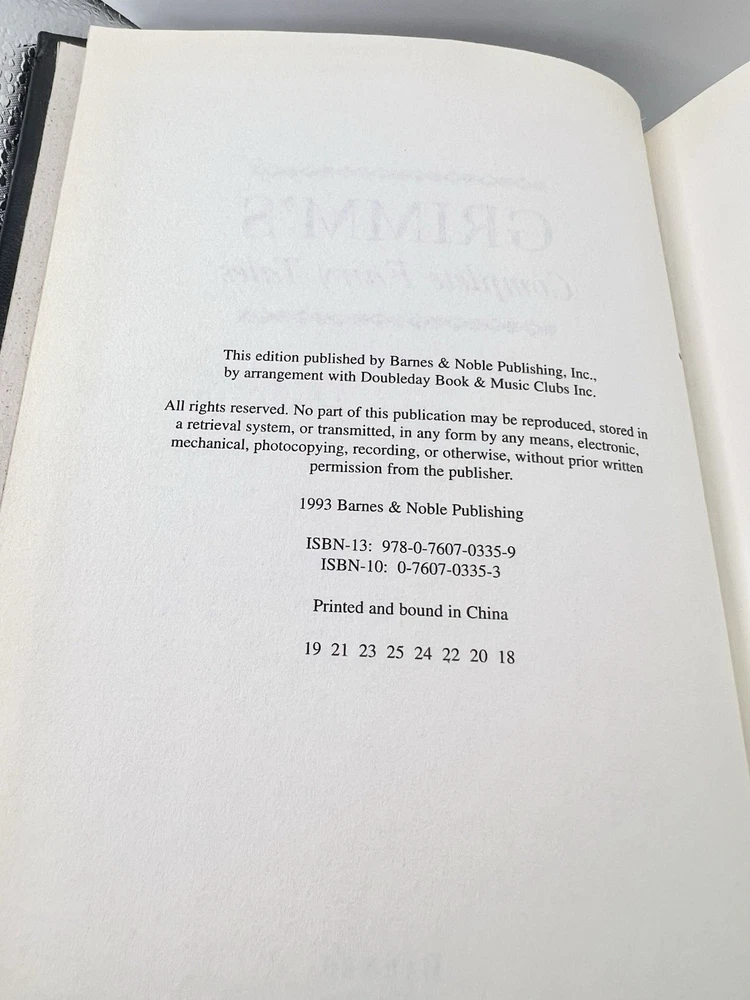 This edition published by Barnes & Noble Publishing, Inc.,
by arrangement with Doubleday Book & Music Clubs Inc.
All rights reserved. No part of this publication may be reproduced, stored in
a retrieval system, or transmitted, in any form by any means, electronic,
mechanical, photocopying, recording, or otherwise, without prior written
permission from the publisher.
1993 Barnes & Noble Publishing
ISBN-13: 978-0-7607-0335-9
ISBN-10: 0-7607-0335-3
Printed and bound in China
19 21 23 25 24 22 20 18